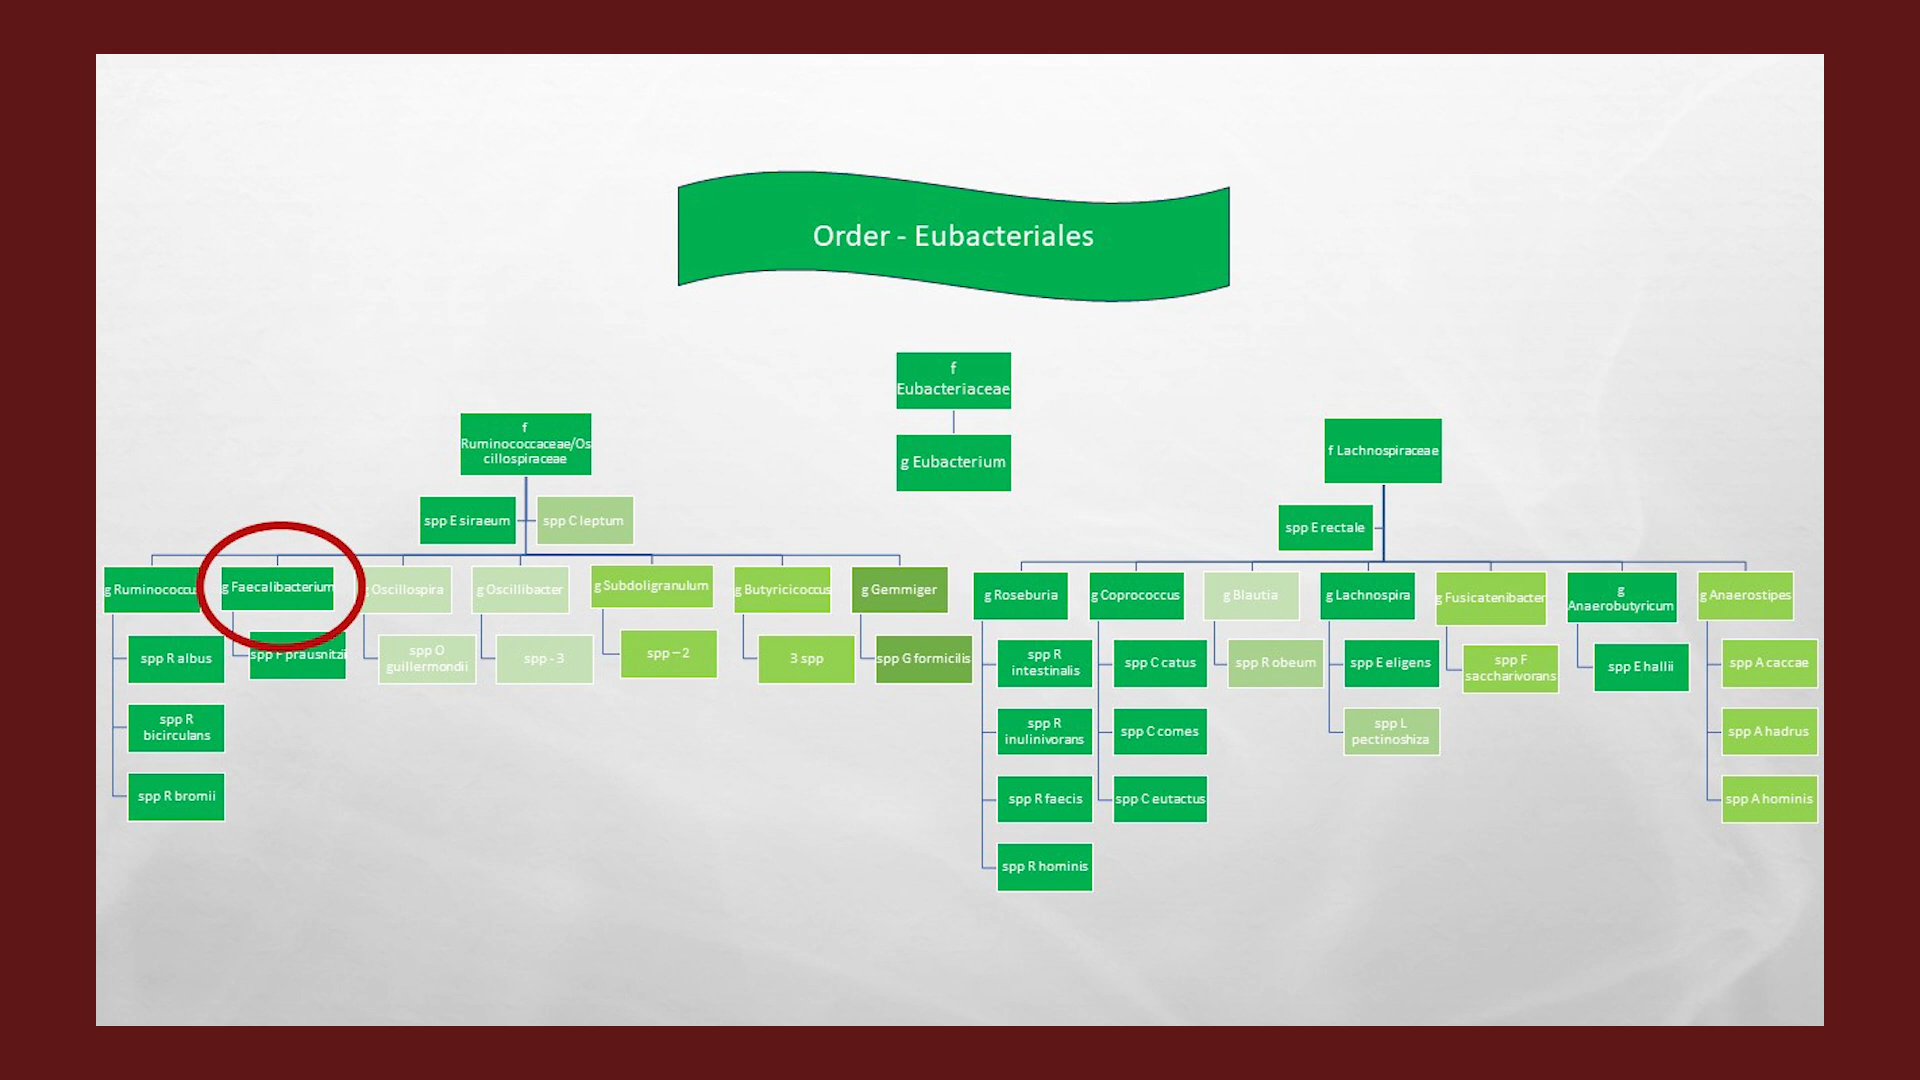 Order - Eubacteriales
f
Eubacteriaceae
g Eubacterium
f
Ruminococcaceae/Os
cillospiraceae
spp E siraeum
spp C leptum
g Ruminococcus
spp R albus
spp R
bicirculans
spp R bromii
g Faecalibacterium
spp F prausnitzii
g Oscillospira
spp O
guillermondii
g Oscillibacter
spp - 3
g Subdoligranulum
spp – 2
g Butyricicoccus
3 spp
g Gemmiger
spp G formicilis
f Lachnospiraceae
spp E rectale
g Roseburia
spp R
intestinalis
spp R
inulinivorans
spp R faecis
spp R hominis
g Coprococcus
spp C catus
spp C comes
spp C eutactus
g Blautia
spp R obeum
g Lachnospira
spp E eligens
spp L
pectinoshiza
g Fusicatenibacter
spp F
saccharivorans
g
Anaerobutyricum
spp E hallii
g Anaerostipes
spp A caccae
spp A hadrus
spp A hominis